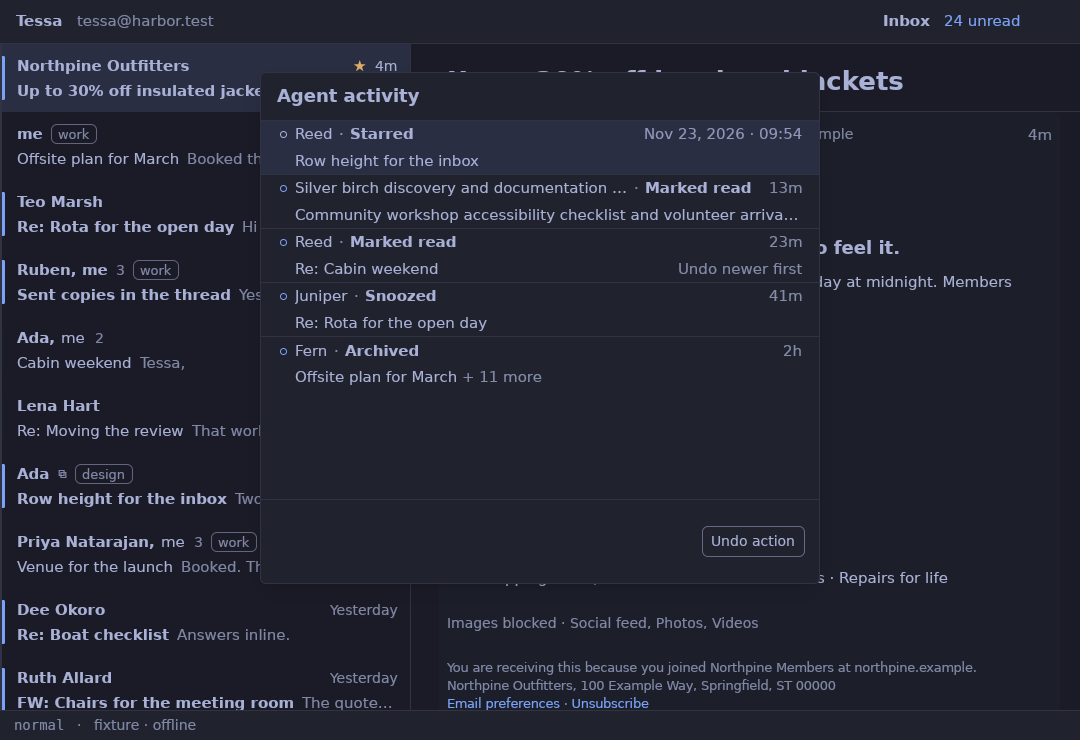 Tessa tessa@harbor.test Inbox 24 unread
Northpine Outfitters ★ 4m
Up to 30% off insulated jacke
me work
Offsite plan for March Booked th
Teo Marsh
Re: Rota for the open day Hi
Ruben, me 3 work
Sent copies in the thread Yes
Ada, me 2
Cabin weekend Tessa,
Lena Hart
Re: Moving the review That worl
Ada design
Row height for the inbox Two
Priya Natarajan, me 3 work
Venue for the launch Booked. Th
Dee Okoro Yesterday
Re: Boat checklist Answers inline.
Ruth Allard Yesterday
FW: Chairs for the meeting room The quote…
Agent activity
Reed · Starred Nov 23, 2026 · 09:54
Row height for the inbox
Silver birch discovery and documentation … · Marked read 13m
Community workshop accessibility checklist and volunteer arriva…
Reed · Marked read 23m
Re: Cabin weekend Undo newer first
Juniper · Snoozed 41m
Re: Rota for the open day
Fern · Archived 2h
Offsite plan for March + 11 more
Undo action
ackets
mple 4m
o feel it.
day at midnight. Members
s · Repairs for life
Images blocked · Social feed, Photos, Videos
You are receiving this because you joined Northpine Members at northpine.example.
Northpine Outfitters, 100 Example Way, Springfield, ST 00000
Email preferences · Unsubscribe
normal · fixture · offline